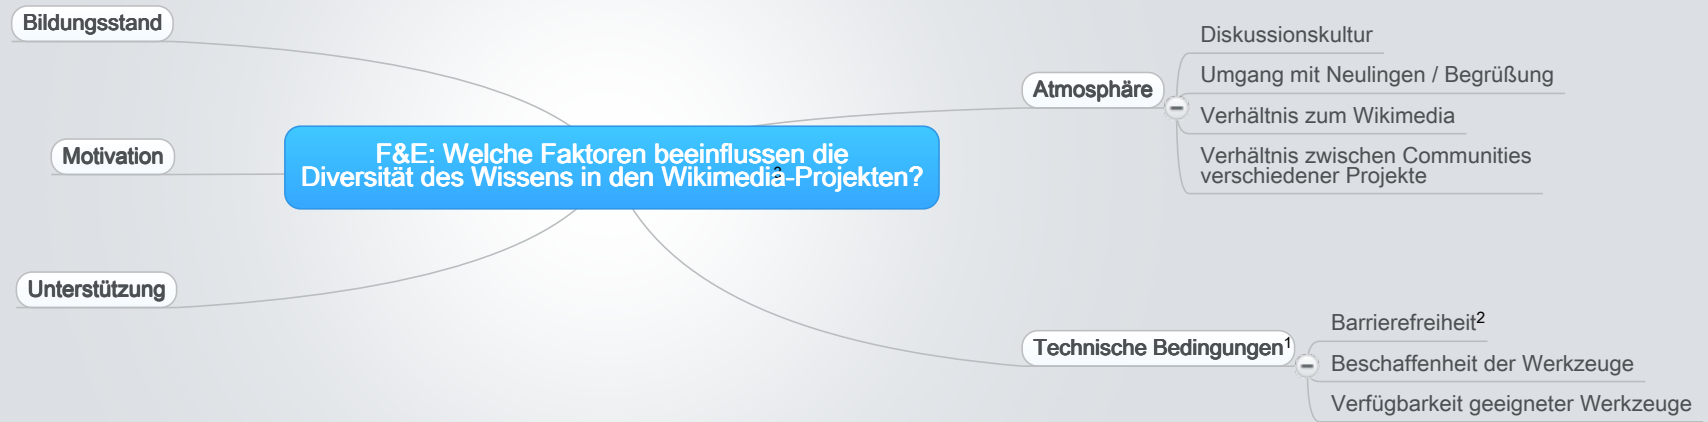 Bildungsstand
Motivation
Unterstützung
F&E: Welche Faktoren beeinflussen die
Diversität des Wissens in den Wikimedia-Projekten?
3
Atmosphäre
Diskussionskultur
Umgang mit Neulingen / Begrüßung
Verhältnis zum Wikimedia
Verhältnis zwischen Communities
verschiedener Projekte
Technische Bedingungen1
Barrierefreiheit2
Beschaffenheit der Werkzeuge
Verfügbarkeit geeigneter Werkzeuge